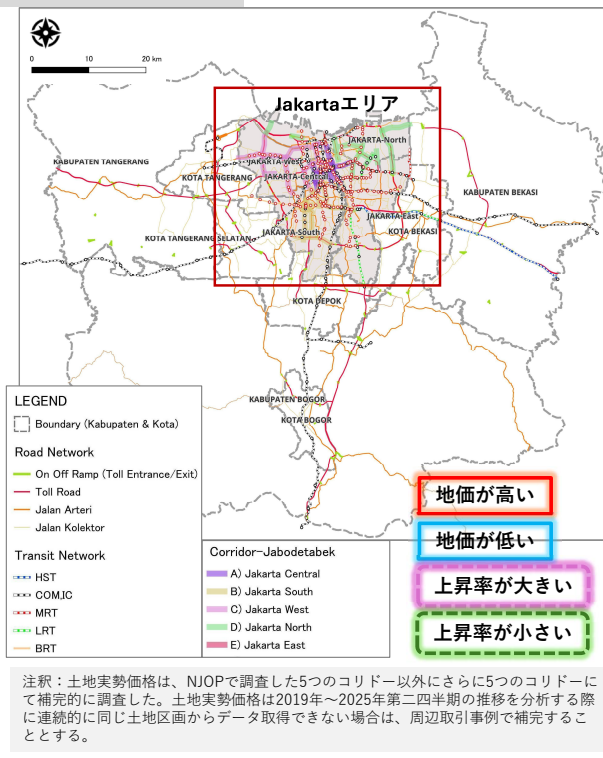 0 10 20 km
Jakartaエリア
JAKARTA-North
KABUPATEN TANGERANG
JAKARTA-West
KOTA TANGERANG
JAKARTA-Central
KABUPATEN BEKASI
JAKARTA-East
KOTA TANGERANG SELATAN
JAKARTA-South
KOTA BEKASI
KOTA DEPOK
KABUPATEN BOGOR
KOTA BOGOR
LEGEND
Boundary (Kabupaten & Kota)
Road Network
On Off Ramp (Toll Entrance/Exit)
Toll Road
Jalan Arteri
Jalan Kolektor
Transit Network
HST
COM,IC
MRT
LRT
BRT
Corridor-Jabodetabek
A) Jakarta Central
B) Jakarta South
C) Jakarta West
D) Jakarta North
E) Jakarta East
地価が高い
地価が低い
上昇率が大きい
上昇率が小さい
注釈：土地実勢価格は、NJOPで調査した5つのコリドー以外にさらに5つのコリドーに
て補完的に調査した。土地実勢価格は2019年～2025年第二四半期の推移を分析する際
に連続的に同じ土地区画からデータ取得できない場合は、周辺取引事例で補完するこ
ととする。